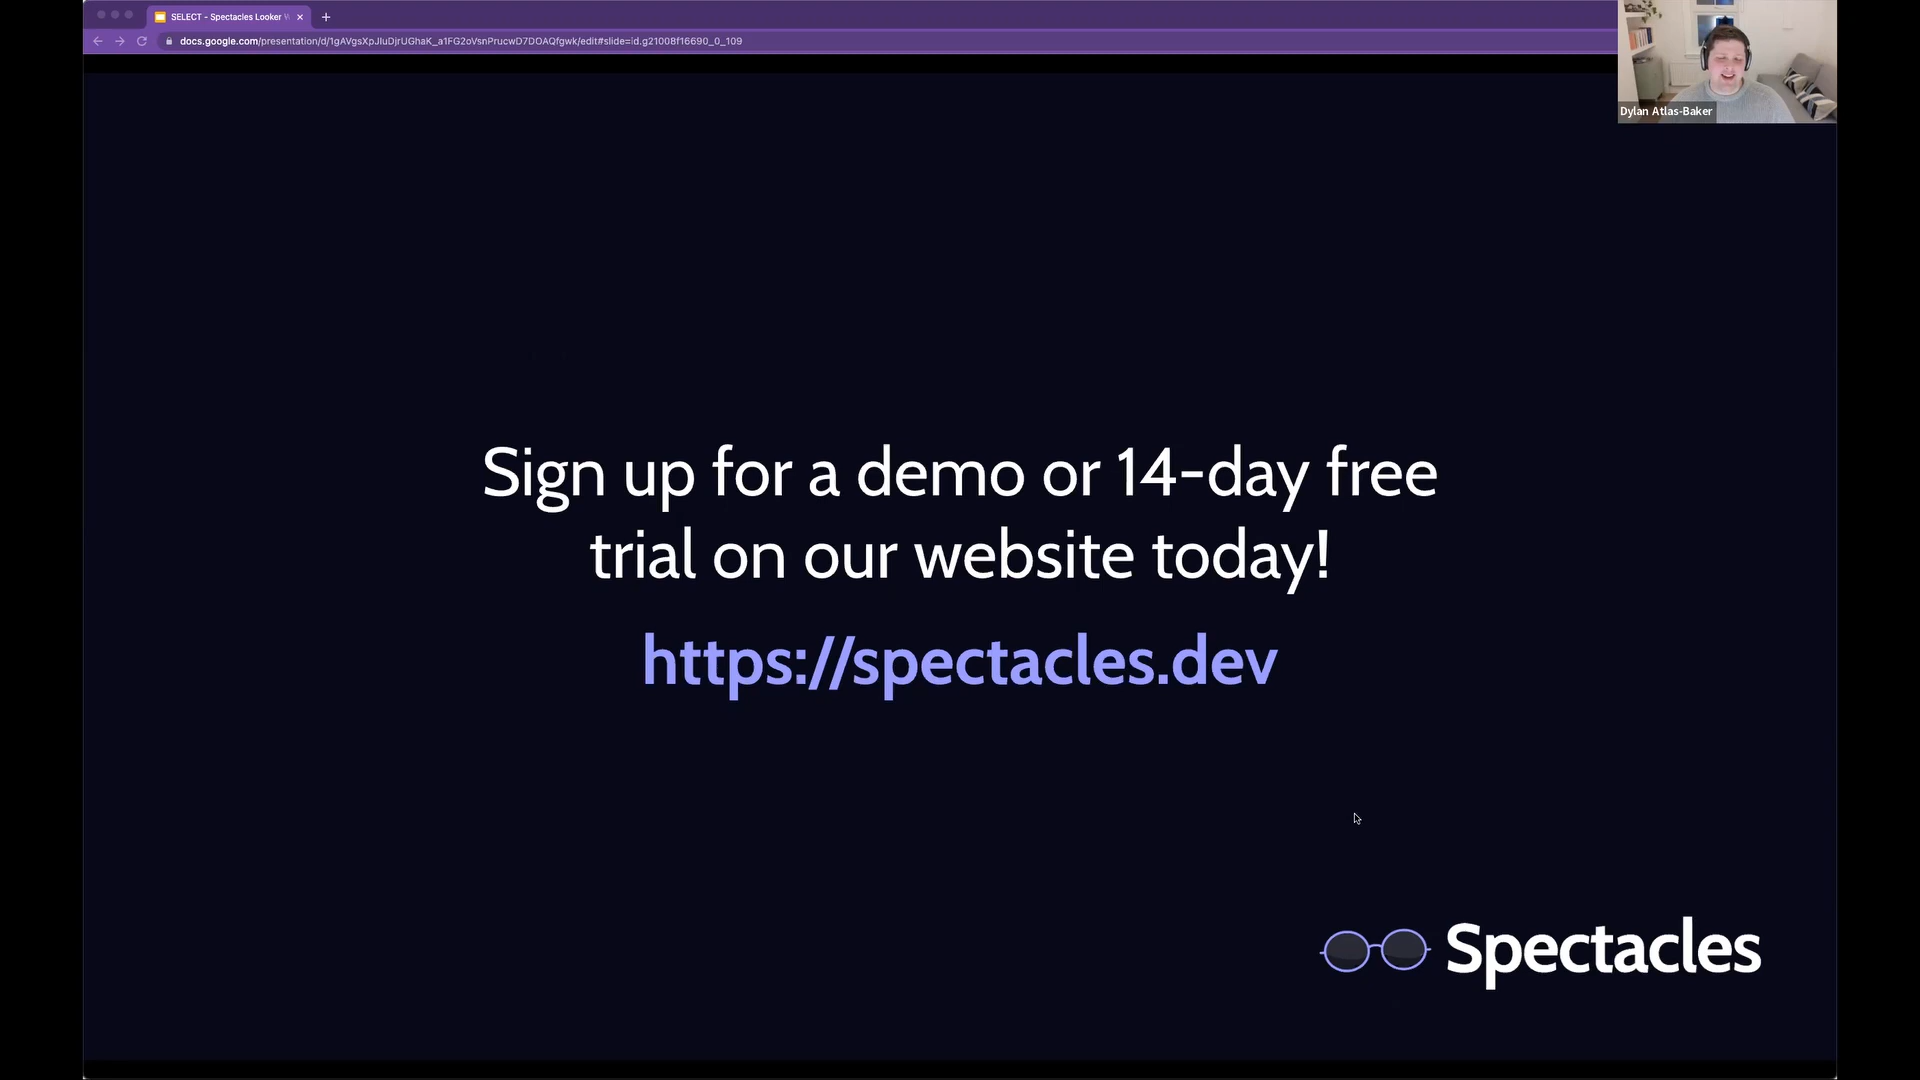 SELECT - Spectacles Looker
docs.google.com/presentation/d/1gAVgsXpJIuDjrUGhaK_a1FG2oVsnPrucwD7DOAQfgwk/edit#slide=id.g21008f16690_0_109
Dylan Atlas-Baker
Sign up for a demo or 14-day free
trial on our website today!
https://spectacles.dev
Spectacles